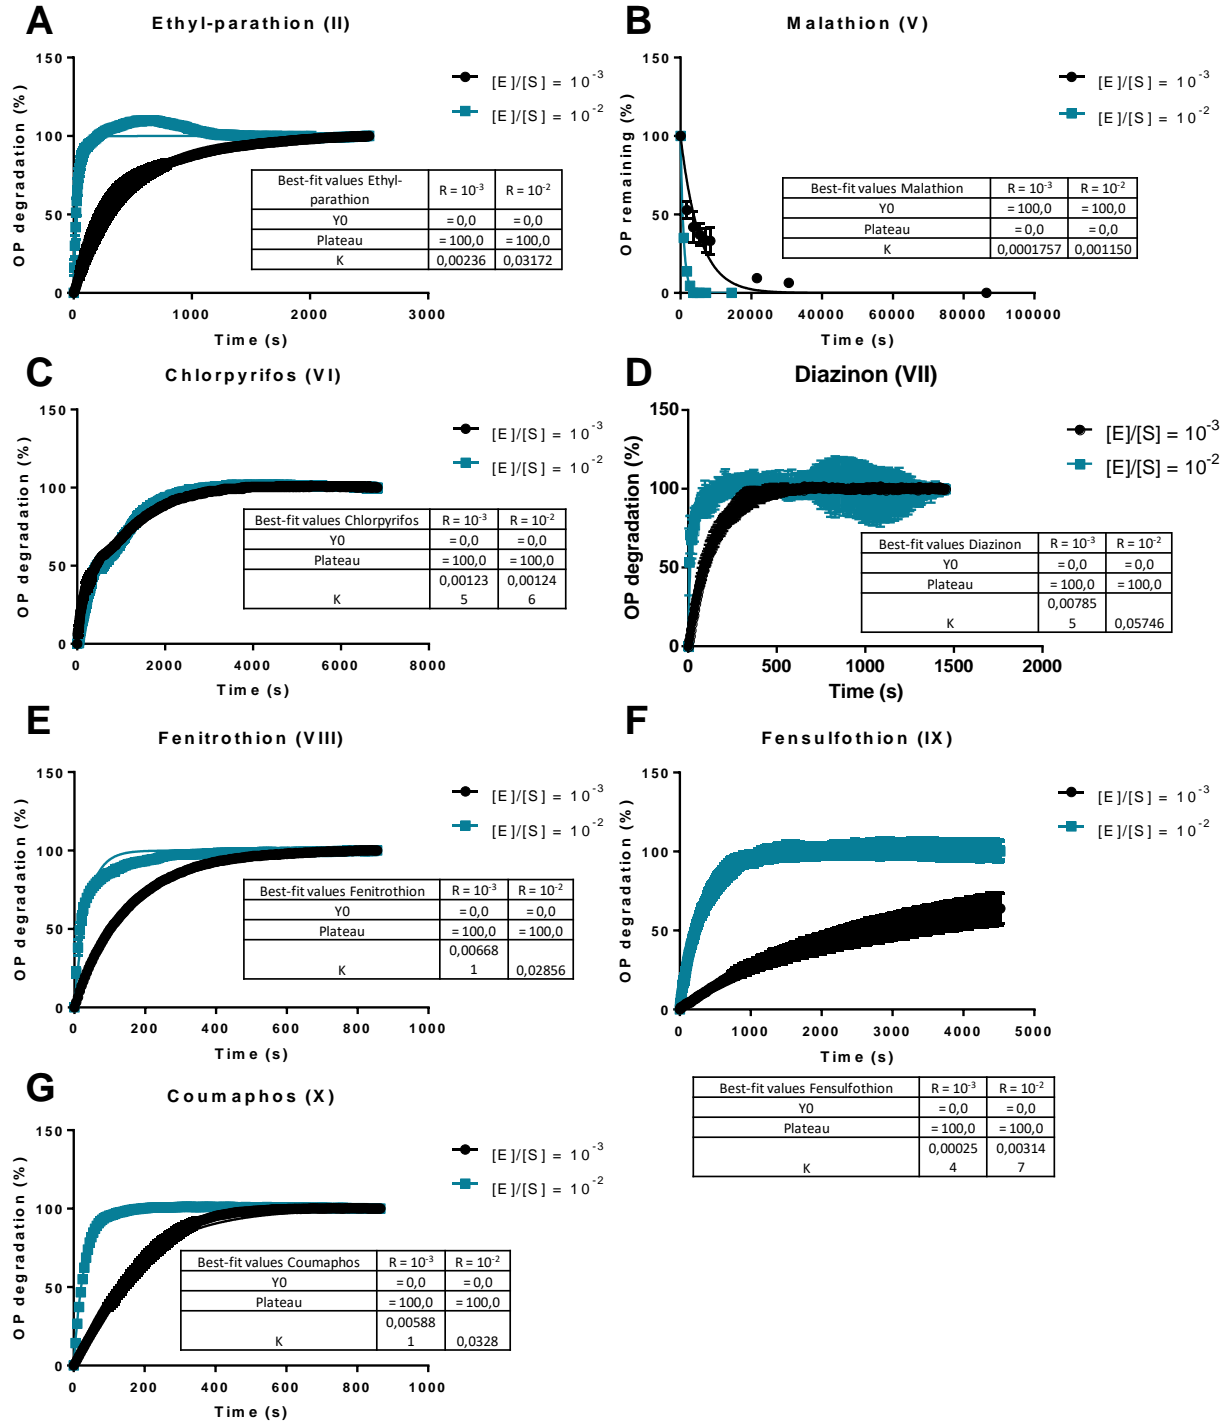 A
Ethyl-parathion (II)
150
100
50
0
OP degradation (%)
0 1000 2000 3000
Time (s)
[E]/[S] = 10⁻³
[E]/[S] = 10⁻²
Best-fit values Ethyl-parathion R = 10⁻³ R = 10⁻²
Y0 = 0,0 = 0,0
Plateau = 100,0 = 100,0
K 0,00236 0,03172
B
Malathion (V)
150
100
50
0
OP remaining (%)
0 20000 40000 60000 80000 100000
Time (s)
[E]/[S] = 10⁻³
[E]/[S] = 10⁻²
Best-fit values Malathion R = 10⁻³ R = 10⁻²
Y0 = 100,0 = 100,0
Plateau = 0,0 = 0,0
K 0,0001757 0,001150
C
Chlorpyrifos (VI)
150
100
50
0
OP degradation (%)
0 2000 4000 6000 8000
Time (s)
[E]/[S] = 10⁻³
[E]/[S] = 10⁻²
Best-fit values Chlorpyrifos R = 10⁻³ R = 10⁻²
Y0 = 0,0 = 0,0
Plateau = 100,0 = 100,0
0,00123 0,00124
K 5 6
D
Diazinon (VII)
150
100
50
0
OP degradation (%)
0 500 1000 1500 2000
Time (s)
[E]/[S] = 10⁻³
[E]/[S] = 10⁻²
Best-fit values Diazinon R = 10⁻³ R = 10⁻²
Y0 = 0,0 = 0,0
Plateau = 100,0 = 100,0
0,00785
K 5 0,05746
E
Fenitrothion (VIII)
150
100
50
0
OP degradation (%)
0 200 400 600 800 1000
Time (s)
[E]/[S] = 10⁻³
[E]/[S] = 10⁻²
Best-fit values Fenitrothion R = 10⁻³ R = 10⁻²
Y0 = 0,0 = 0,0
Plateau = 100,0 = 100,0
0,00668
K 1 0,02856
F
Fensulfothion (IX)
150
100
50
0
OP degradation (%)
0 1000 2000 3000 4000 5000
Time (s)
[E]/[S] = 10⁻³
[E]/[S] = 10⁻²
Best-fit values Fensulfothion R = 10⁻³ R = 10⁻²
Y0 = 0,0 = 0,0
Plateau = 100,0 = 100,0
0,00025 0,00314
K 4 7
G
Coumaphos (X)
150
100
50
0
OP degradation (%)
0 200 400 600 800 1000
Time (s)
[E]/[S] = 10⁻³
[E]/[S] = 10⁻²
Best-fit values Coumaphos R = 10⁻³ R = 10⁻²
Y0 = 0,0 = 0,0
Plateau = 100,0 = 100,0
0,00588
K 1 0,0328